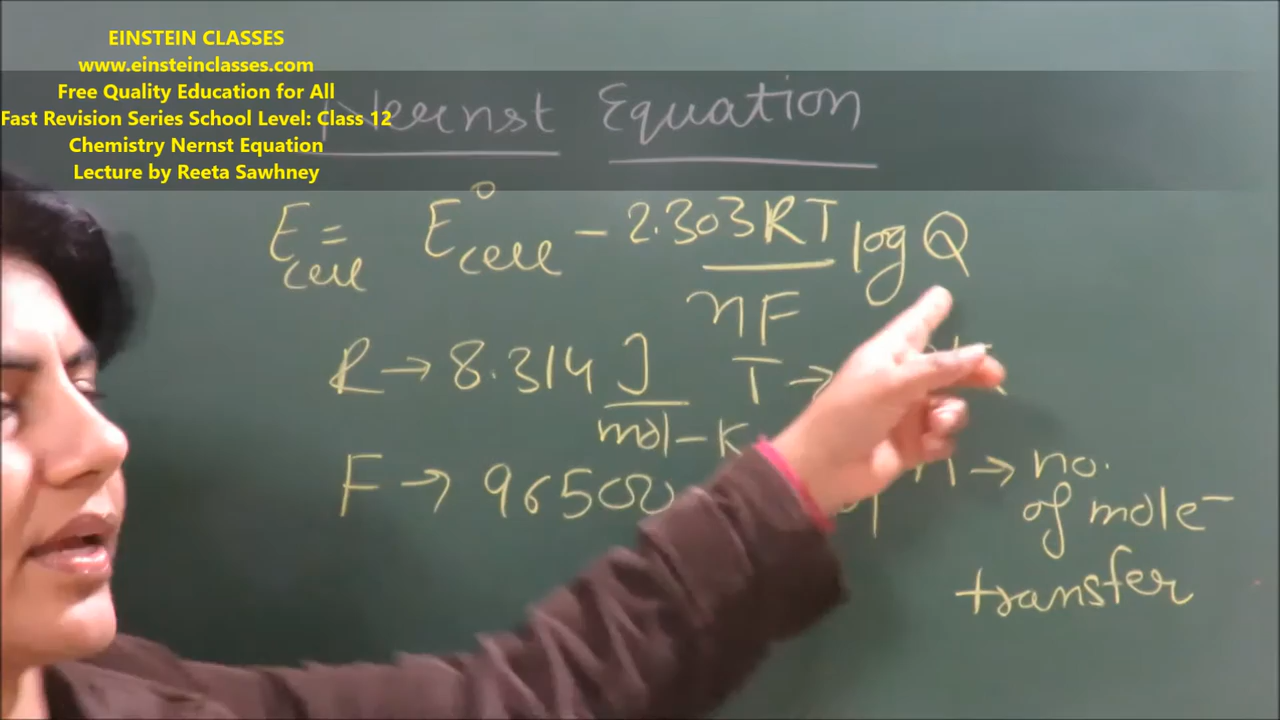 EINSTEIN CLASSES
www.einsteinclasses.com
Free Quality Education for All
Fast Revision Series School Level: Class 12
Chemistry Nernst Equation
Lecture by Reeta Sawhney
Nernst Equation
E cell = E° cell - 2.303RT/nF log Q
R → 8.314 J/mol-K T →
F → 96500 n → no.
of mole e⁻
transfer